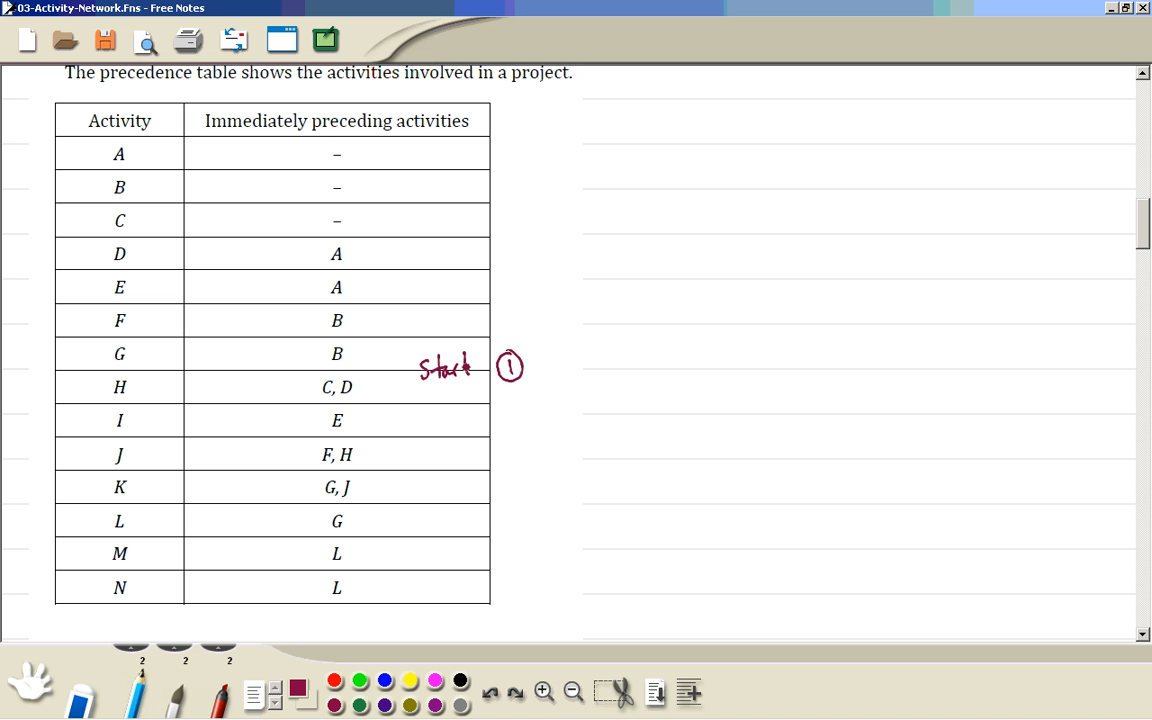 03-Activity-Network.Fns - Free Notes
The precedence table shows the activities involved in a project.
Activity Immediately preceding activities
A –
B –
C –
D A
E A
F B
G B
Start 1
H C, D
I E
J F, H
K G, J
L G
M L
N L
2 2 2